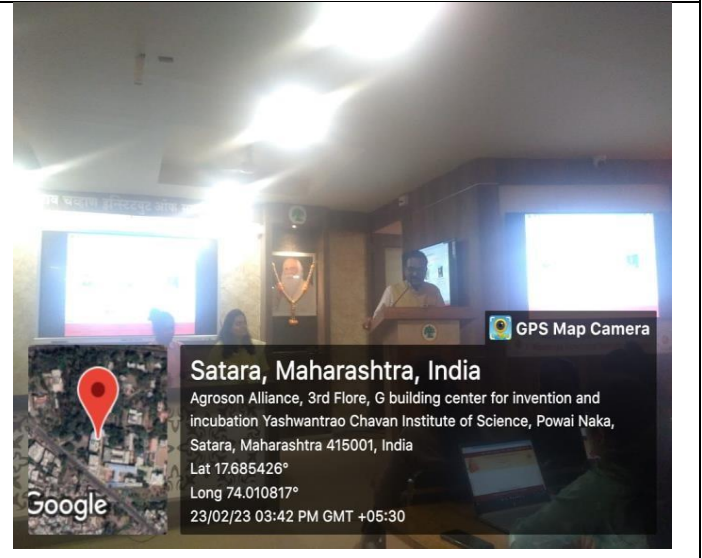 GPS Map Camera
Satara, Maharashtra, India
Agroson Alliance, 3rd Flore, G building center for invention and
incubation Yashwantrao Chavan Institute of Science, Powai Naka,
Satara, Maharashtra 415001, India
Lat 17.685426°
Long 74.010817°
23/02/23 03:42 PM GMT +05:30
Google